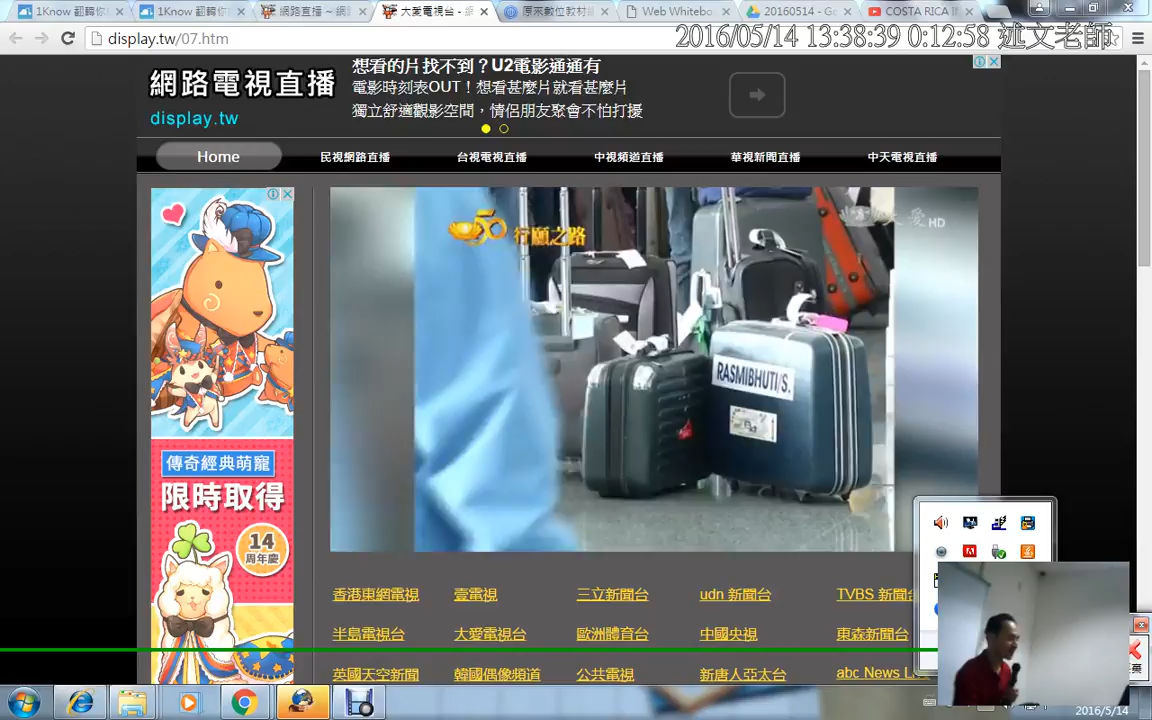 1Know 翻轉你
1Know 翻轉你
網路直播 ~ 網
大愛電視台 - 網
原來數位教材
Web Whitebo
20160514 - Go
COSTA RICA
display.tw/07.htm
2016/05/14 13:38:39 0:12:58 述文老師
網路電視直播
display.tw
想看的片找不到？U2電影通通有
電影時刻表OUT！想看甚麼片就看甚麼片
獨立舒適觀影空間，情侶朋友聚會不怕打擾
Home 民視網路直播 台視電視直播 中視頻道直播 華視新聞直播 中天電視直播
50 行願之路
大愛HD
RASMIBHUTI/S.
傳奇經典萌寵
限時取得
14
周年慶
香港東網電視 壹電視 三立新聞台 udn 新聞台 TVBS 新聞台
半島電視台 大愛電視台 歐洲體育台 中國央視 東森新聞台
英國天空新聞 韓國偶像頻道 公共電視 新唐人亞太台 abc News L
2016/5/14